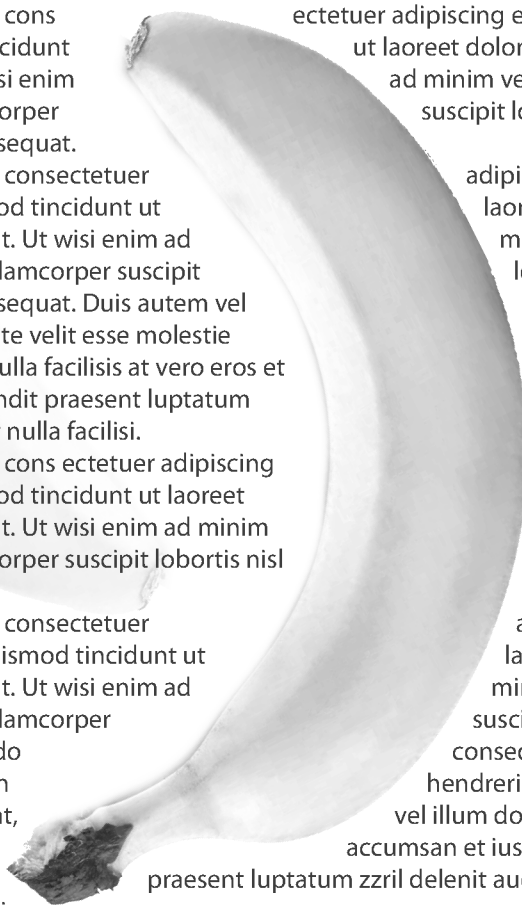 cons
cidunt
si enim
orper
sequat.
consectetuer
od tincidunt ut
t. Ut wisi enim ad
lamcorper suscipit
sequat. Duis autem vel
te velit esse molestie
ulla facilisis at vero eros et
ndit praesent luptatum
nulla facilisi.
cons ectetuer adipiscing
od tincidunt ut laoreet
t. Ut wisi enim ad minim
orper suscipit lobortis nisl
consectetuer
ismod tincidunt ut
t. Ut wisi enim ad
lamcorper
do
t,
ectetuer adipiscing e
ut laoreet dolor
ad minim ve
suscipit lo
adipi
laor
m
l
a
la
min
susci
consec
hendreri
vel illum do
accumsan et ius
praesent luptatum zzril delenit au